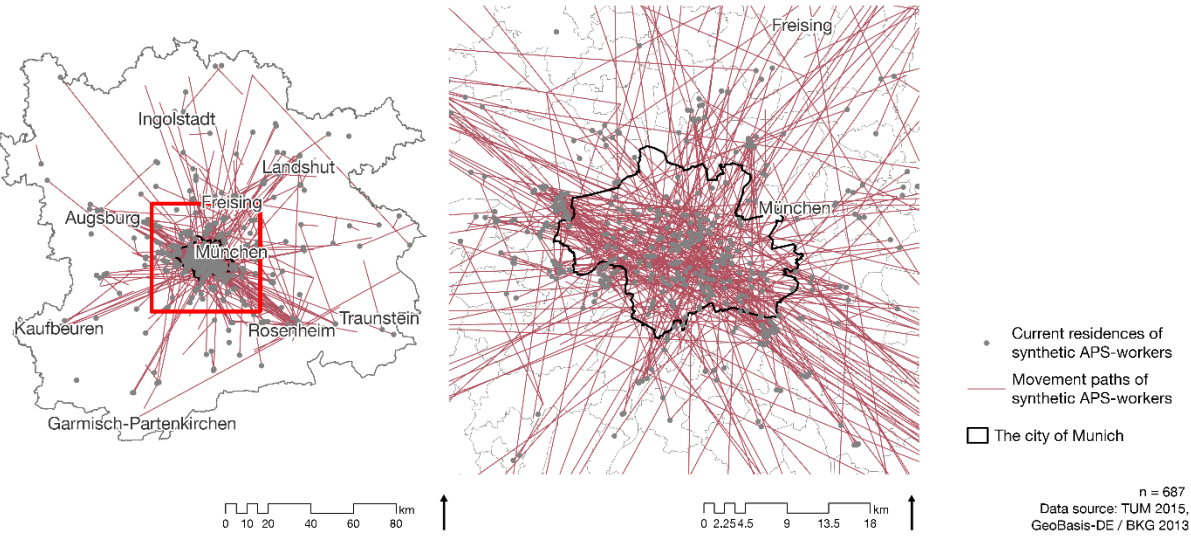 Ingolstadt
Landshut
Freising
Augsburg
München
Kaufbeuren
Rosenheim
Traunstein
Garmisch-Partenkirchen
km
0 10 20 40 60 80
Freising
München
km
0 2.25 4.5 9 13.5 18
Current residences of
synthetic APS-workers
Movement paths of
synthetic APS-workers
The city of Munich
n = 687
Data source: TUM 2015,
GeoBasis-DE / BKG 2013